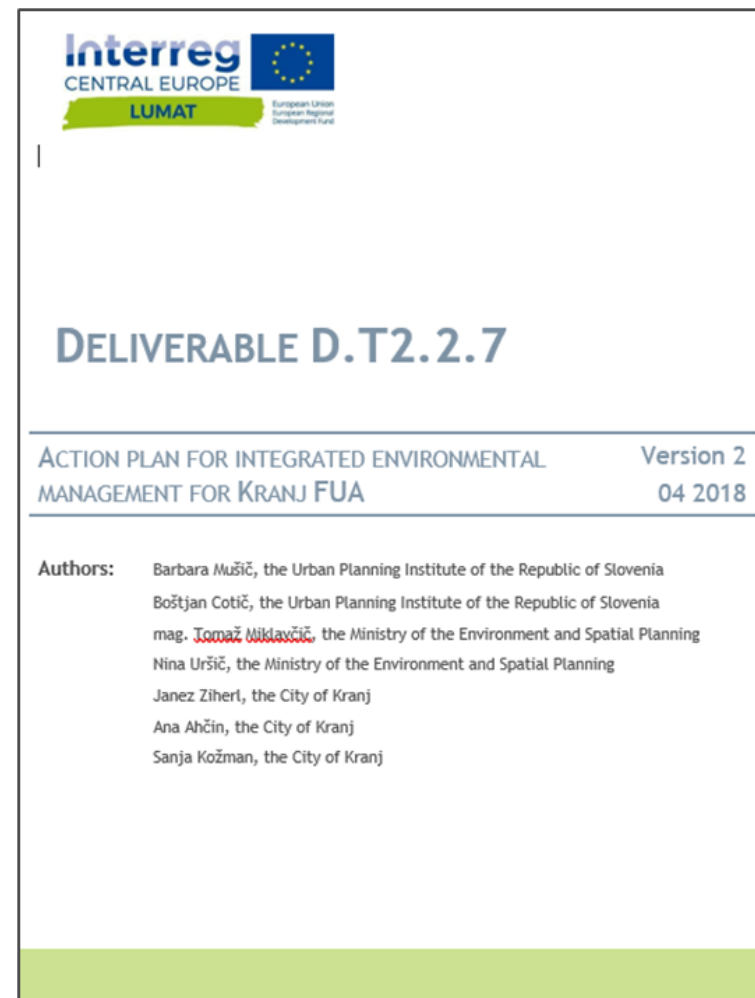 Interreg
CENTRAL EUROPE
LUMAT
European Union
European Regional
Development Fund
DELIVERABLE D.T2.2.7
ACTION PLAN FOR INTEGRATED ENVIRONMENTAL
MANAGEMENT FOR KRANJ FUA
Version 2
04 2018
Authors:
Barbara Mušič, the Urban Planning Institute of the Republic of Slovenia
Boštjan Cotič, the Urban Planning Institute of the Republic of Slovenia
mag. Tomaž Miklavčič, the Ministry of the Environment and Spatial Planning
Nina Uršič, the Ministry of the Environment and Spatial Planning
Janez Ziherl, the City of Kranj
Ana Ahčin, the City of Kranj
Sanja Kožman, the City of Kranj